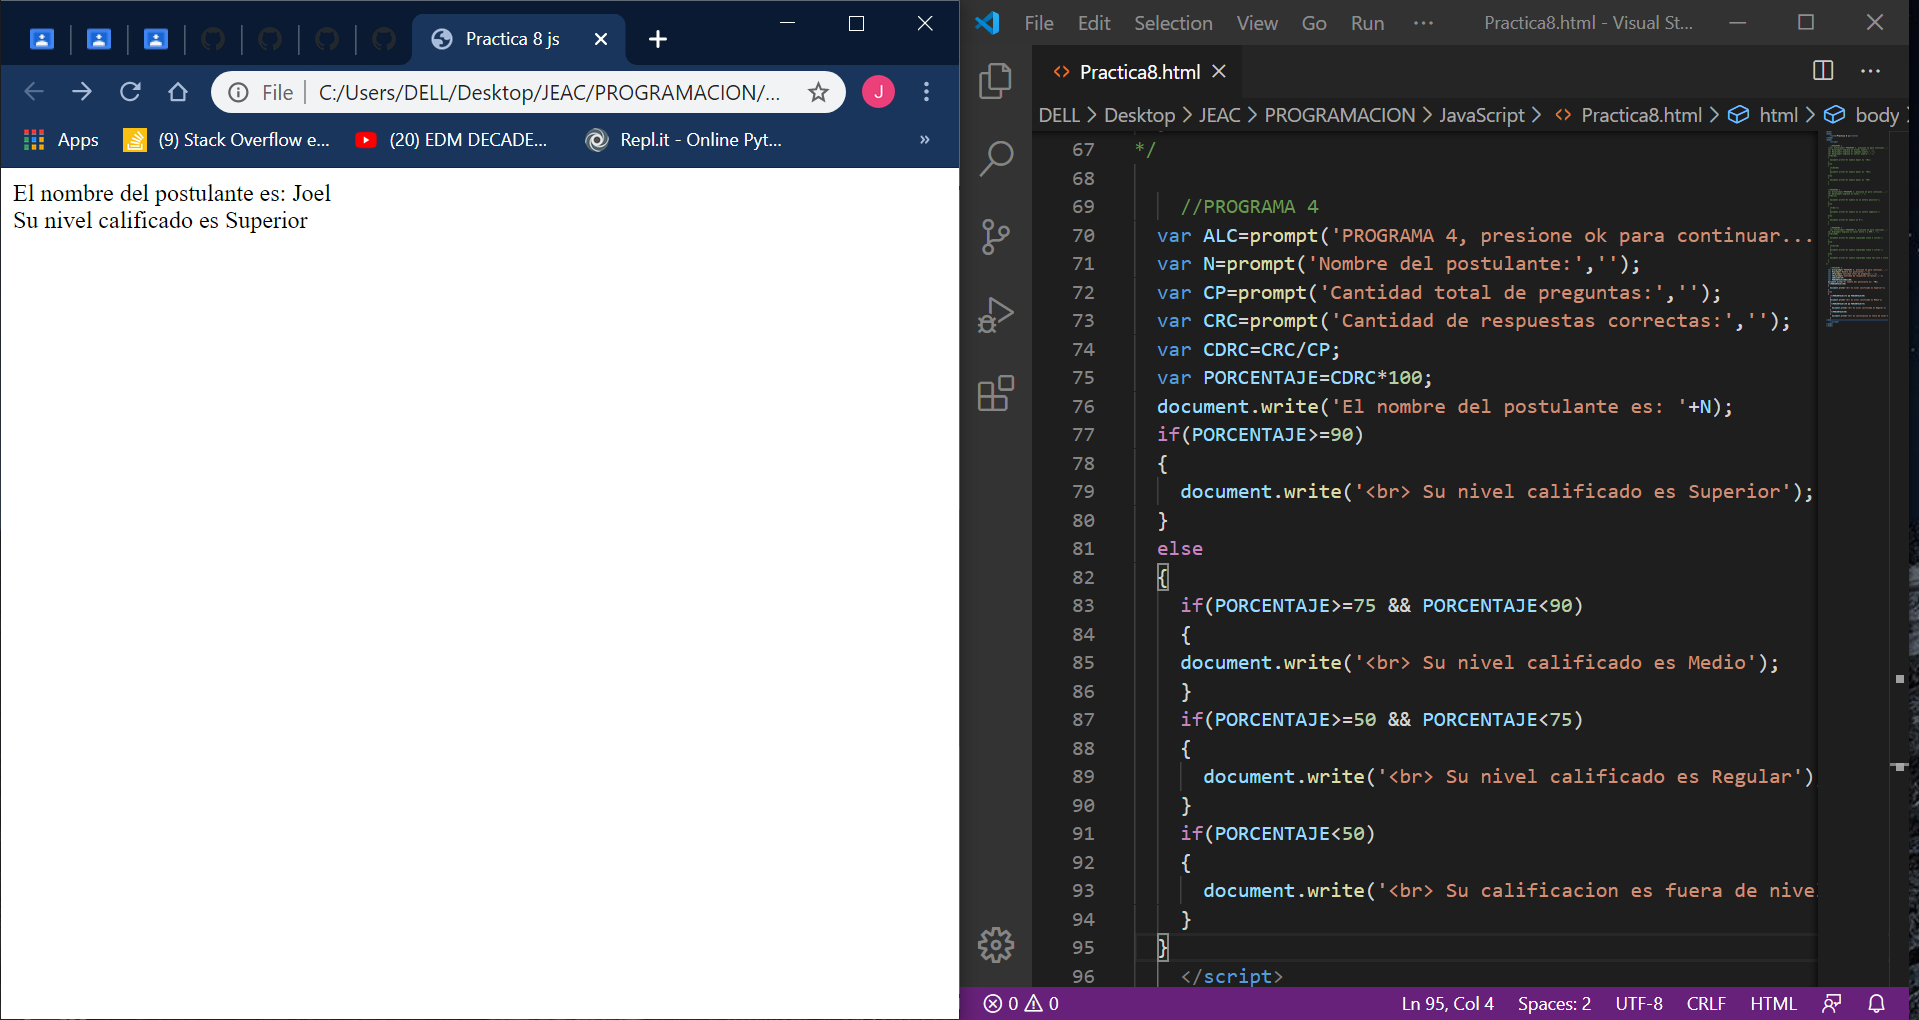 Practica 8 js
File
C:/Users/DELL/Desktop/JEAC/PROGRAMACION/...
J
Apps
(9) Stack Overflow e...
(20) EDM DECADE...
Repl.it - Online Pyt...
»
El nombre del postulante es: Joel
Su nivel calificado es Superior
File Edit Selection View Go Run ··· Practica8.html - Visual St...
Practica8.html
DELL > Desktop > JEAC > PROGRAMACION > JavaScript > Practica8.html > html > body
67 */
68
69 //PROGRAMA 4
70 var ALC=prompt('PROGRAMA 4, presione ok para continuar...
71 var N=prompt('Nombre del postulante:','');
72 var CP=prompt('Cantidad total de preguntas:','');
73 var CRC=prompt('Cantidad de respuestas correctas:','');
74 var CDRC=CRC/CP;
75 var PORCENTAJE=CDRC*100;
76 document.write('El nombre del postulante es: '+N);
77 if(PORCENTAJE>=90)
78 {
79 document.write('<br> Su nivel calificado es Superior');
80 }
81 else
82 {
83 if(PORCENTAJE>=75 && PORCENTAJE<90)
84 {
85 document.write('<br> Su nivel calificado es Medio');
86 }
87 if(PORCENTAJE>=50 && PORCENTAJE<75)
88 {
89 document.write('<br> Su nivel calificado es Regular')
90 }
91 if(PORCENTAJE<50)
92 {
93 document.write('<br> Su calificacion es fuera de nive
94 }
95 }
96 </script>
0 0
Ln 95, Col 4 Spaces: 2 UTF-8 CRLF HTML